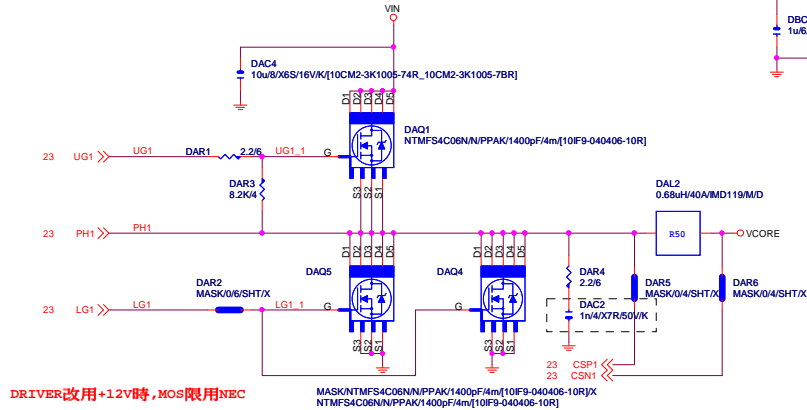 VIN
DBC
1u/6
DAC4
10u/8/X6S/16V/K/[10CM2-3K1005-74R_10CM2-3K1005-7BR]
D1 D2 D3 D4 D5
DAQ1
NTMFS4C06N/N/PPAK/1400pF/4m/[10IF9-040406-10R]
23 UG1 UG1 DAR1 2.2/6 UG1_1 G
S3 S2 S1
DAR3
8.2K/4
DAL2
0.68uH/40A/IMD119/M/D
23 PH1 PH1
R50
VCORE
D1 D2 D3 D4 D5
D1 D2 D3 D4 D5
DAR2
MASK/0/6/SHT/X
DAQ5
DAQ4
DAR4
2.2/6
DAR5
MASK/0/4/SHT/X
DAR6
MASK/0/4/SHT/X
23 LG1 LG1 LG1_1 G
G
DAC2
1n/4/X7R/50V/K
S3 S2 S1
S3 S2 S1
23 CSP1
23 CSN1
DRIVER改用+12V時,MOS限用NEC
MASK/NTMFS4C06N/N/PPAK/1400pF/4m/[10IF9-040406-10R]/X
NTMFS4C06N/N/PPAK/1400pF/4m/[10IF9-040406-10R]